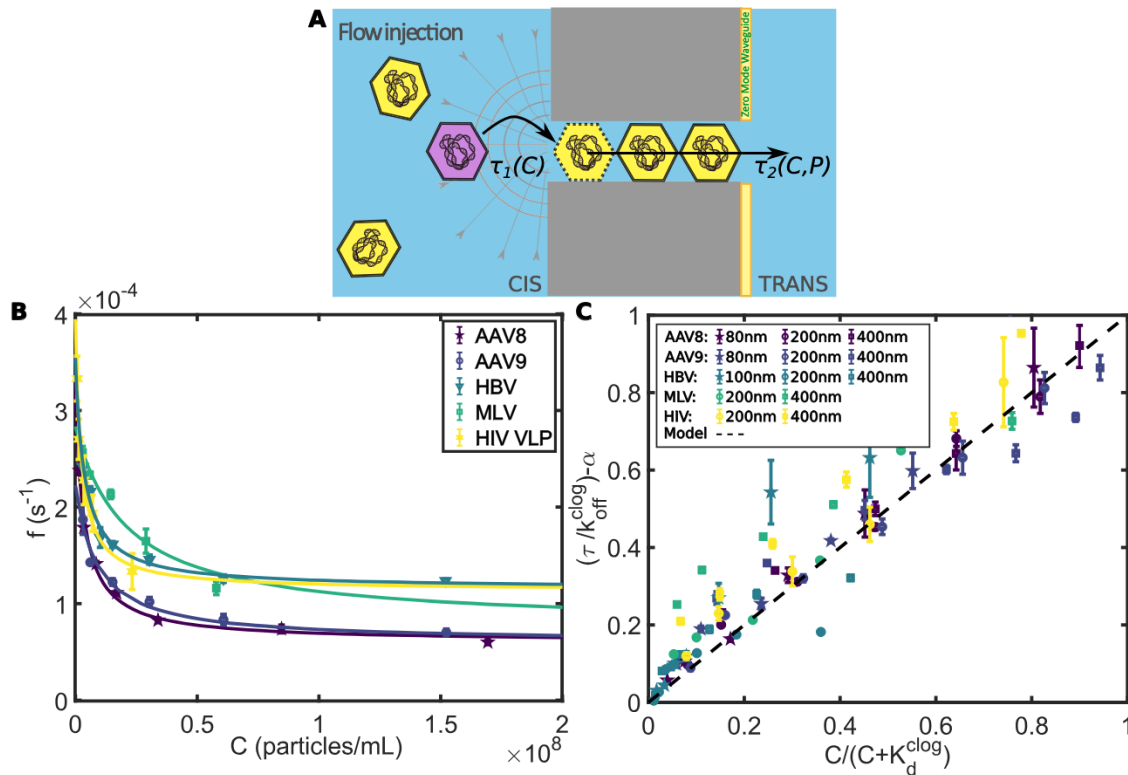 A
Flow injection
Zero Mode Waveguide
τ₁(C)
τ₂(C,P)
CIS
TRANS
B
×10⁻⁴
4
3
2
1
0
f (s⁻¹)
AAV8
AAV9
HBV
MLV
HIV VLP
0
0.5
1
1.5
2
C (particles/mL)
×10⁸
C
1
0.8
0.6
0.4
0.2
0
(τ/k_off^clog)-α
AAV8: 80nm 200nm 400nm
AAV9: 80nm 200nm 400nm
HBV: 100nm 200nm 400nm
MLV: 200nm 400nm
HIV: 200nm 400nm
Model ---
0
0.2
0.4
0.6
0.8
1
C/(C+K_d^clog)